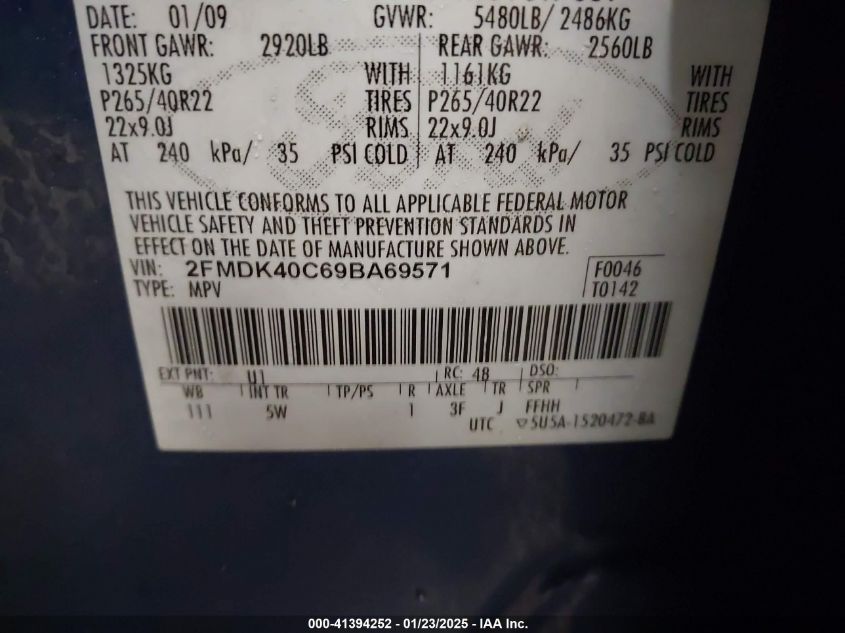 DATE: 01/09 GVWR: 5480LB/ 2486KG
FRONT GAWR: 2920LB REAR GAWR: 2560LB
1325KG WITH 1161KG WITH
P265/40R22 TIRES P265/40R22 TIRES
22x9.0J RIMS 22x9.0J RIMS
AT 240 kPa/ 35 PSI COLD AT 240 kPa/ 35 PSI COLD
THIS VEHICLE CONFORMS TO ALL APPLICABLE FEDERAL MOTOR
VEHICLE SAFETY AND THEFT PREVENTION STANDARDS IN
EFFECT ON THE DATE OF MANUFACTURE SHOWN ABOVE.
VIN: 2FMDK40C69BA69571 F0046
TYPE: MPV T0142
EXT PNT: U1 RC: 48 DSO:
WB INT TR TP/PS R AXLE TR SPR
111 5W 1 3F J FFHH
UTC 5U5A-1520472-BA
000-41394252 - 01/23/2025 - IAA Inc.